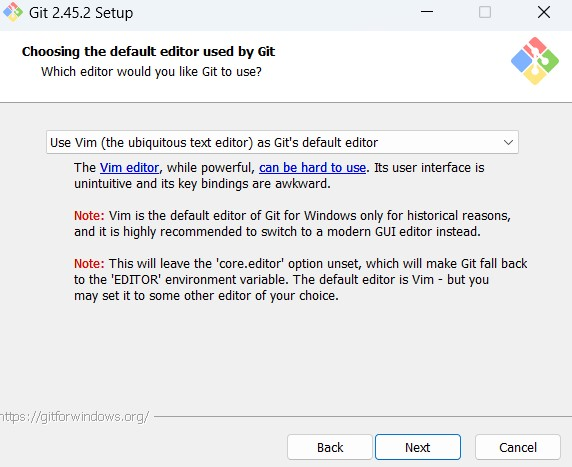 Git 2.45.2 Setup
Choosing the default editor used by Git
Which editor would you like Git to use?
Use Vim (the ubiquitous text editor) as Git's default editor
The Vim editor, while powerful, can be hard to use. Its user interface is
unintuitive and its key bindings are awkward.
Note: Vim is the default editor of Git for Windows only for historical reasons,
and it is highly recommended to switch to a modern GUI editor instead.
Note: This will leave the 'core.editor' option unset, which will make Git fall back
to the 'EDITOR' environment variable. The default editor is Vim - but you
may set it to some other editor of your choice.
https://gitforwindows.org/
Back Next Cancel